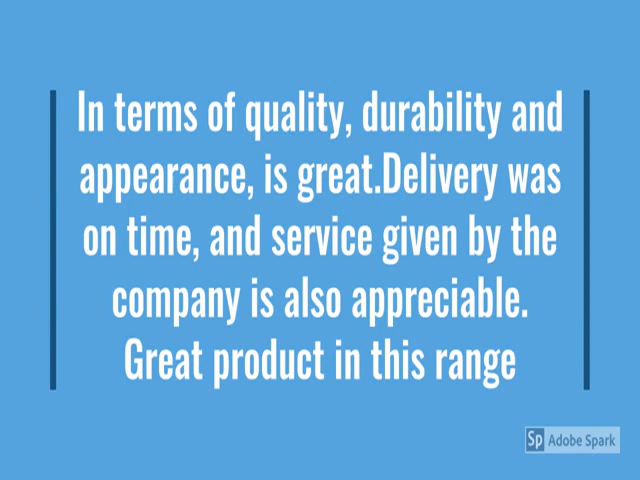 In terms of quality, durability and
appearance, is great.Delivery was
on time, and service given by the
company is also appreciable.
Great product in this range
Sp Adobe Spark